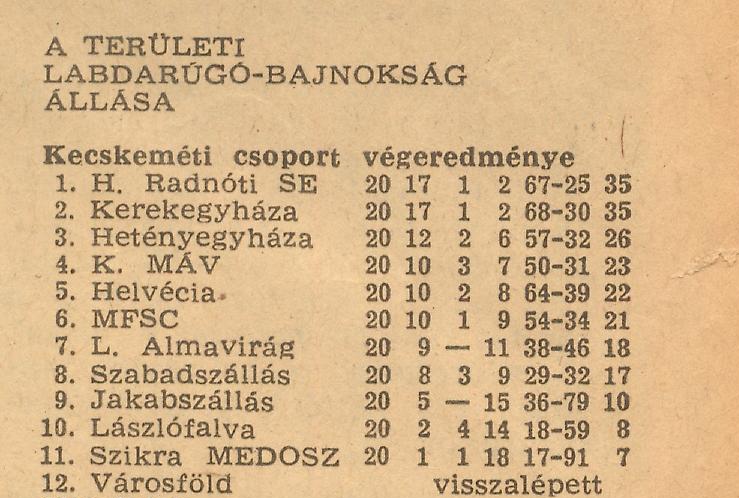 A TERÜLETI
LABDARÚGÓ-BAJNOKSÁG
ÁLLÁSA
Kecskeméti csoport végeredménye
1. H. Radnóti SE 20 17 1 2 67-25 35
2. Kerekegyháza 20 17 1 2 68-30 35
3. Hetényegyháza 20 12 2 6 57-32 26
4. K. MÁV 20 10 3 7 50-31 23
5. Helvécia 20 10 2 8 64-39 22
6. MFSC 20 10 1 9 54-34 21
7. L. Almavirág 20 9 — 11 38-46 18
8. Szabadszállás 20 8 3 9 29-32 17
9. Jakabszállás 20 5 — 15 36-79 10
10. Lászlófalva 20 2 4 14 18-59 8
11. Szikra MEDOSZ 20 1 1 18 17-91 7
12. Városföld visszalépett